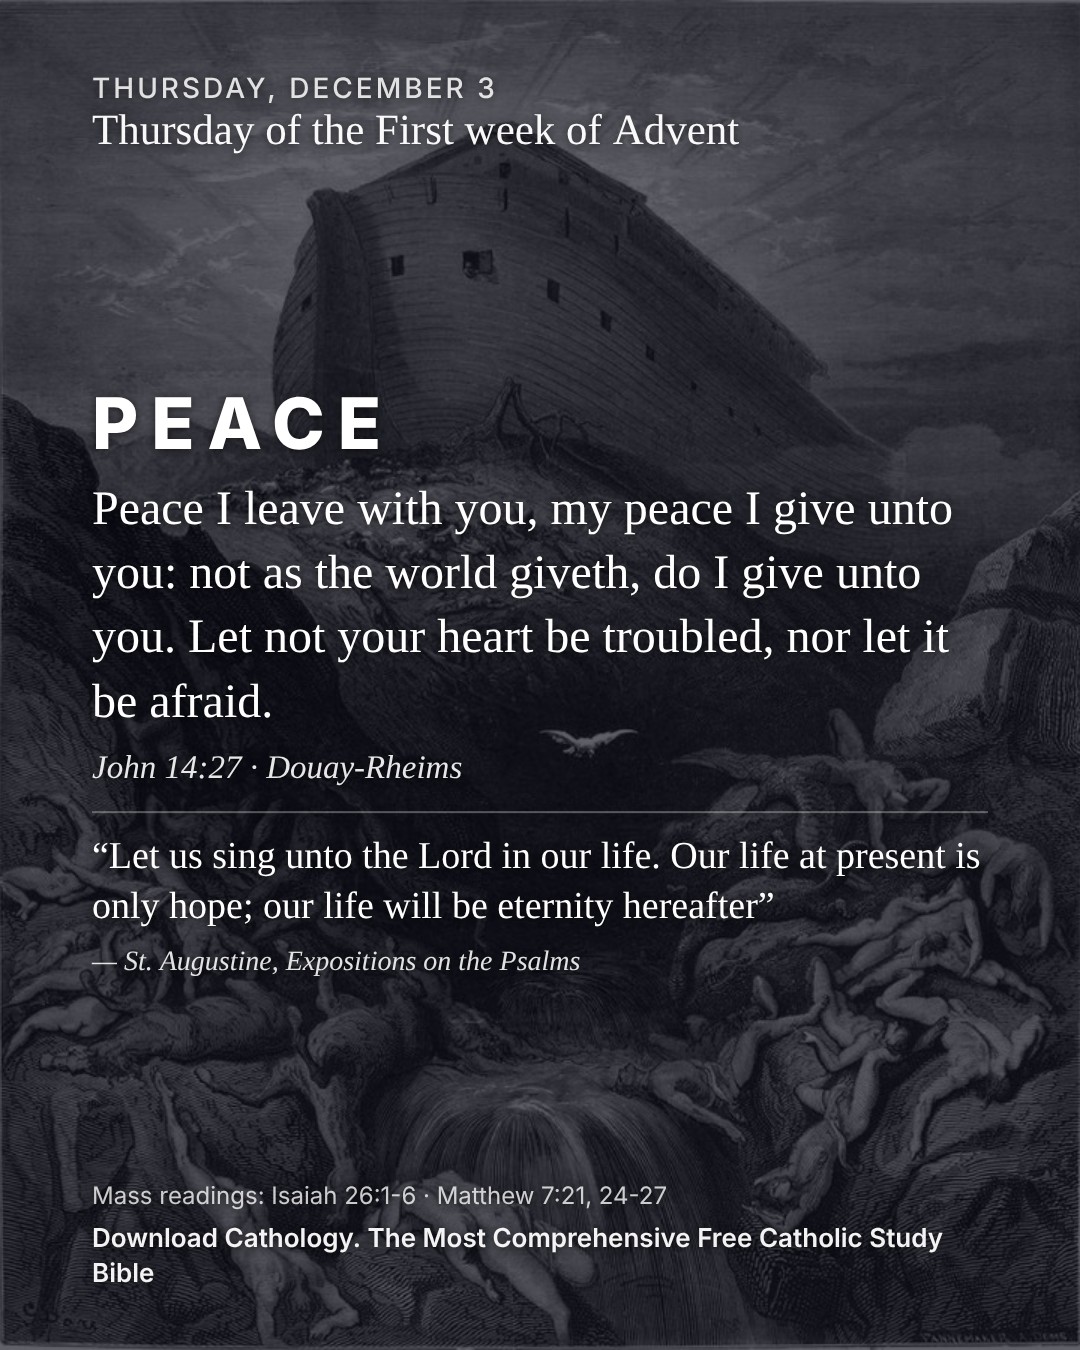 THURSDAY, DECEMBER 3
Thursday of the First week of Advent
PEACE
Peace I leave with you, my peace I give unto
you: not as the world giveth, do I give unto
you. Let not your heart be troubled, nor let it
be afraid.
John 14:27 · Douay-Rheims
“Let us sing unto the Lord in our life. Our life at present is
only hope; our life will be eternity hereafter”
— St. Augustine, Expositions on the Psalms
Mass readings: Isaiah 26:1-6 · Matthew 7:21, 24-27
Download Cathology. The Most Comprehensive Free Catholic Study
Bible